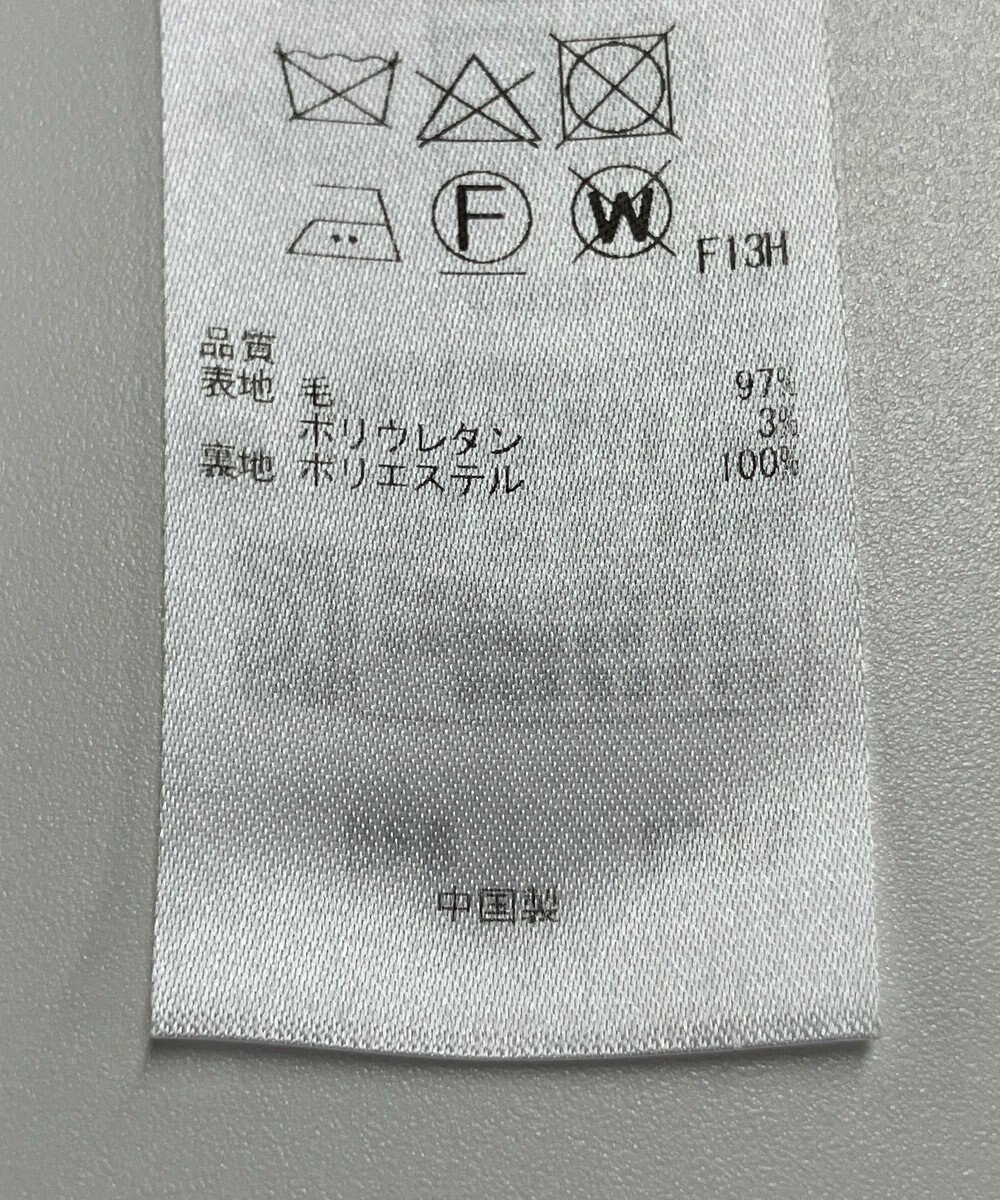 F
W
F13H
品質
表地 毛 97%
ポリウレタン 3%
裏地 ポリエステル 100%
中国製